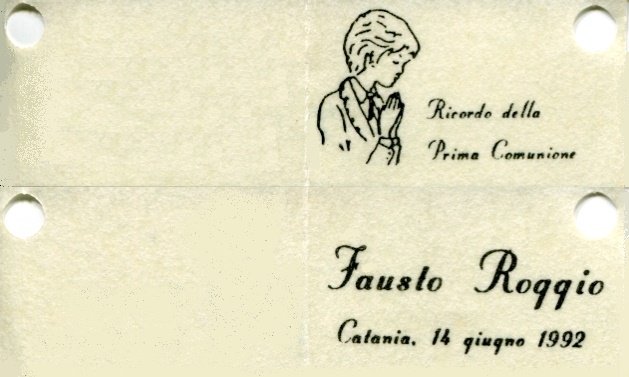 Ricordo della
Prima Comunione
Fausto Roggio
Catania, 14 giugno 1992